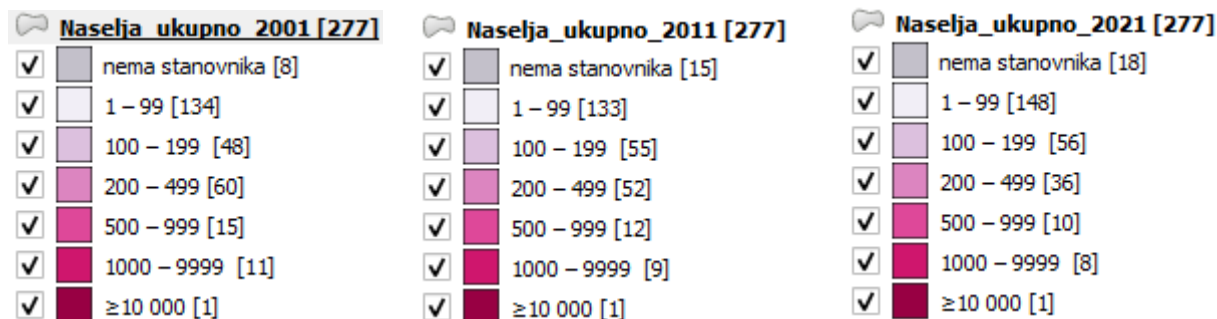 Naselja_ukupno_2001 [277]
nema stanovnika [8]
1 – 99 [134]
100 – 199 [48]
200 – 499 [60]
500 – 999 [15]
1000 – 9999 [11]
≥10 000 [1]
Naselja_ukupno_2011 [277]
nema stanovnika [15]
1 – 99 [133]
100 – 199 [55]
200 – 499 [52]
500 – 999 [12]
1000 – 9999 [9]
≥10 000 [1]
Naselja_ukupno_2021 [277]
nema stanovnika [18]
1 – 99 [148]
100 – 199 [56]
200 – 499 [36]
500 – 999 [10]
1000 – 9999 [8]
≥10 000 [1]